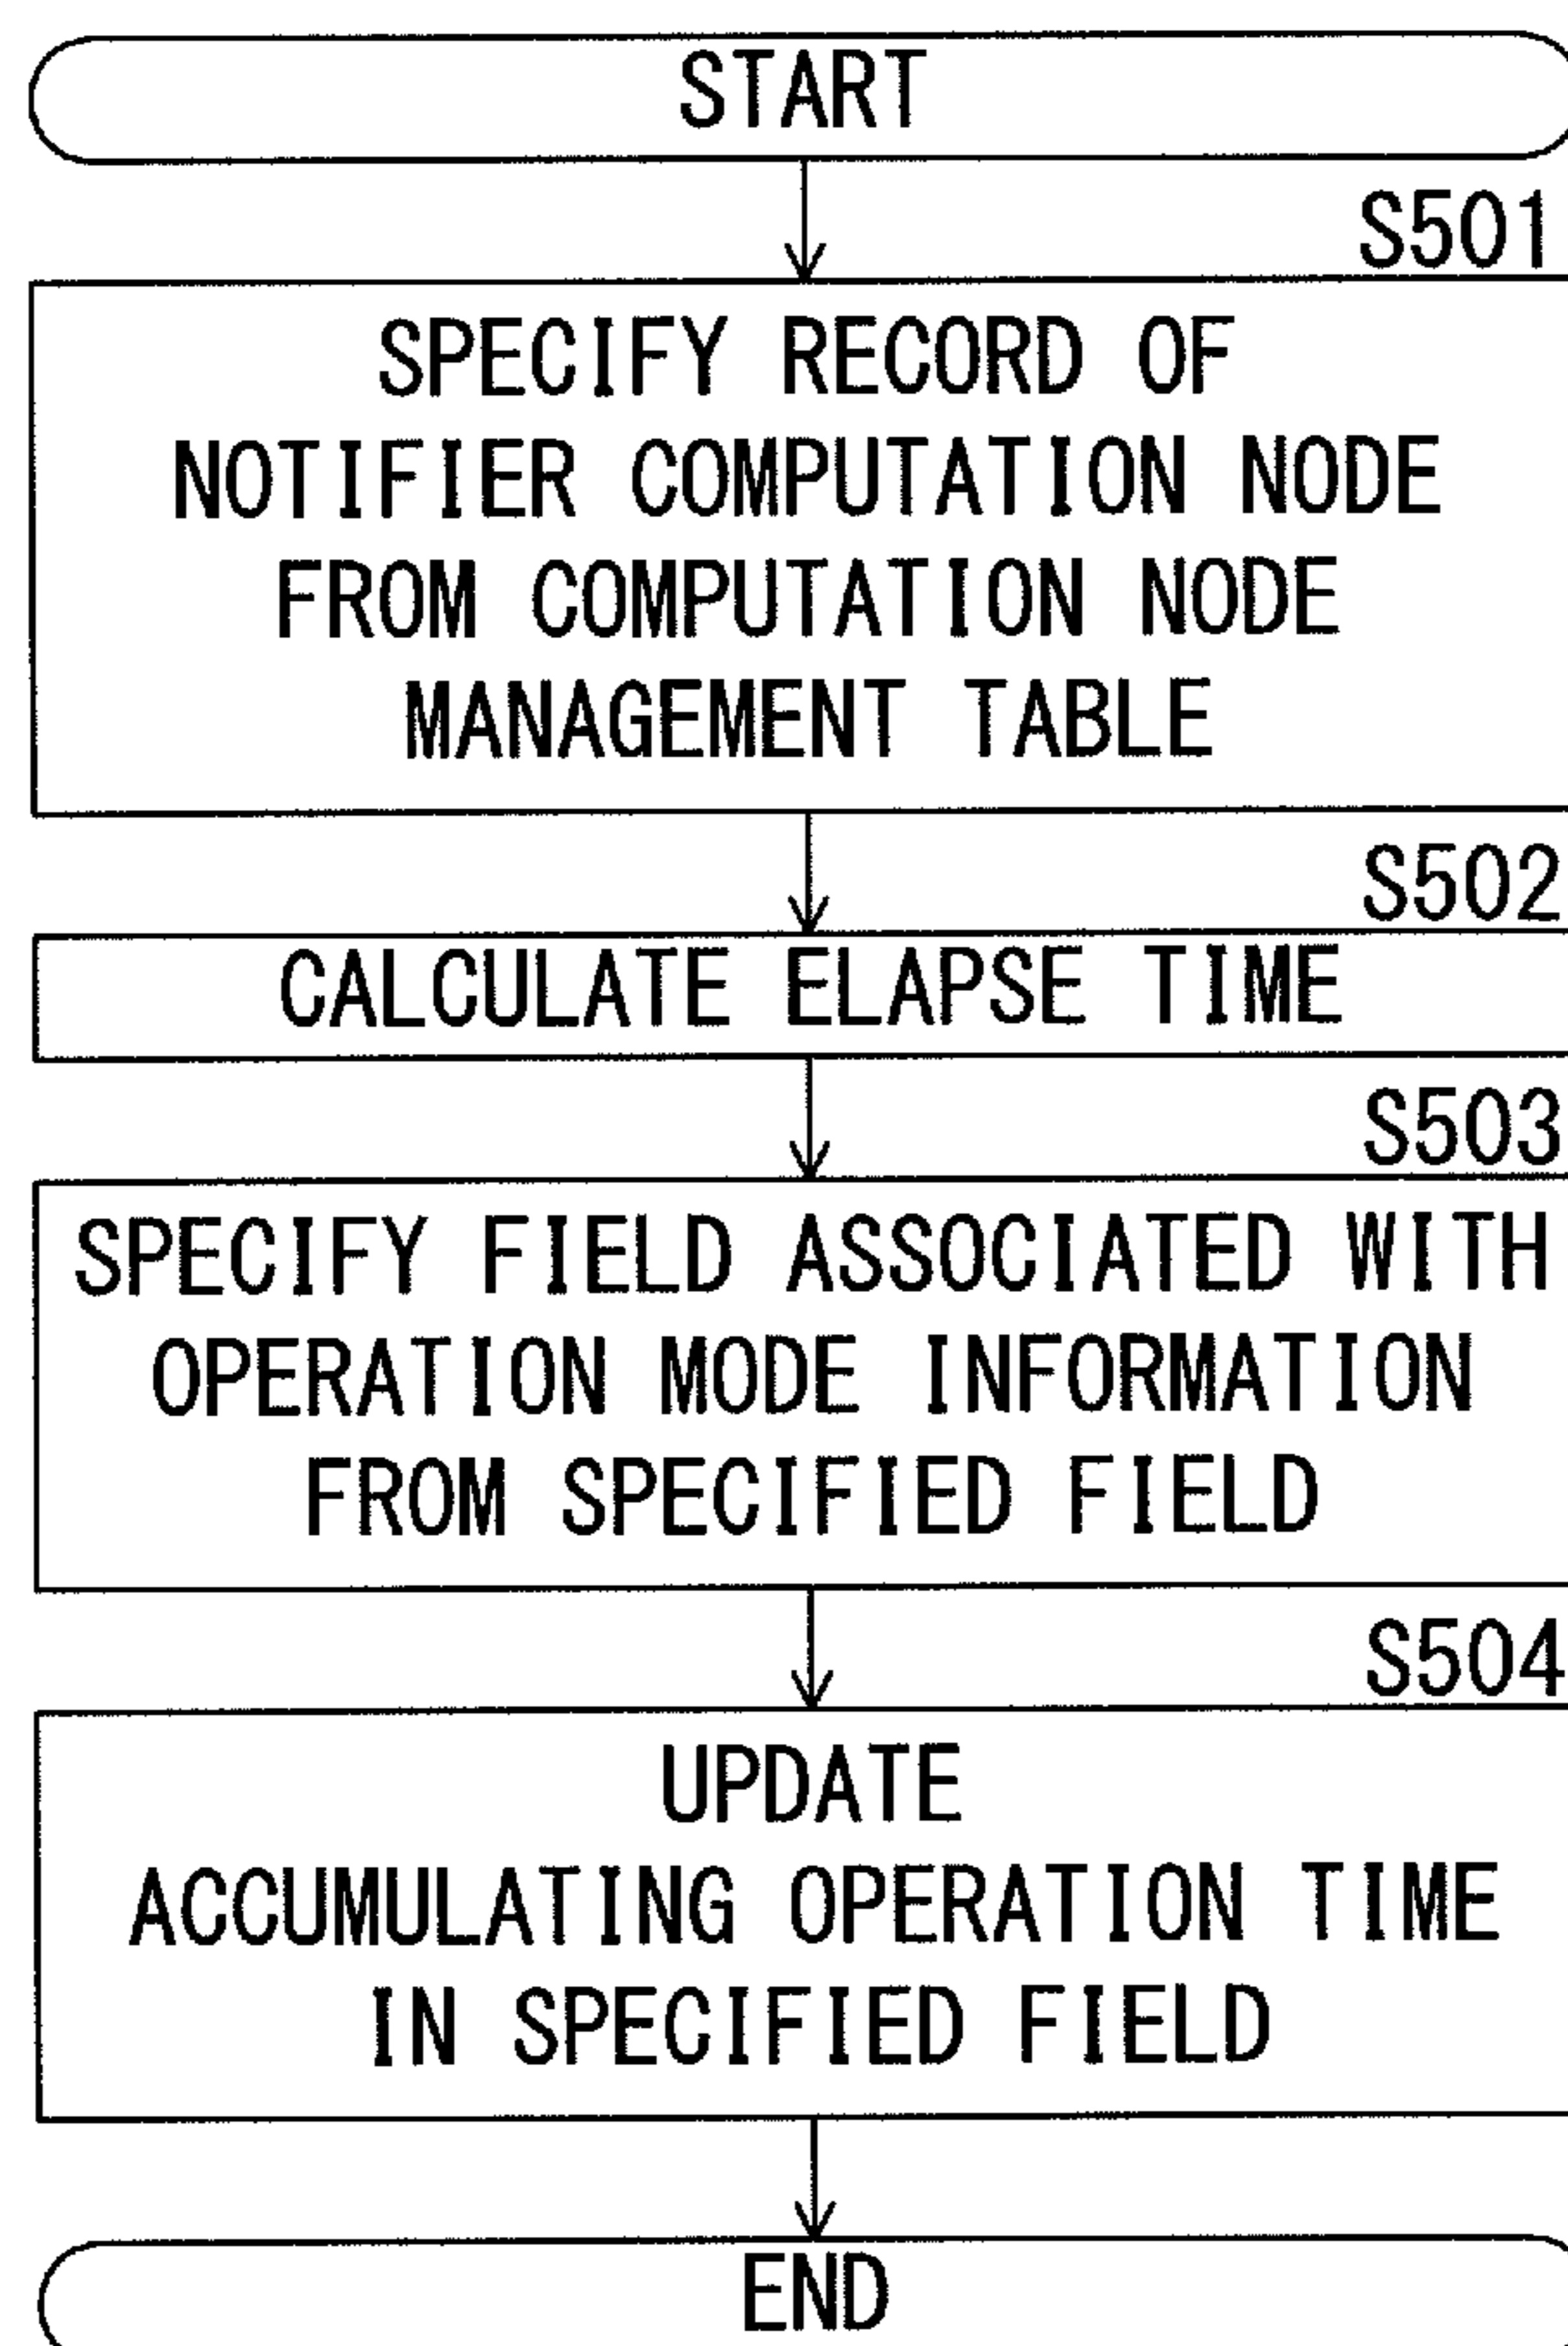 START
S501
SPECIFY RECORD OF
NOTIFIER COMPUTATION NODE
FROM COMPUTATION NODE
MANAGEMENT TABLE
S502
CALCULATE ELAPSE TIME
S503
SPECIFY FIELD ASSOCIATED WITH
OPERATION MODE INFORMATION
FROM SPECIFIED FIELD
S504
UPDATE
ACCUMULATING OPERATION TIME
IN SPECIFIED FIELD
END